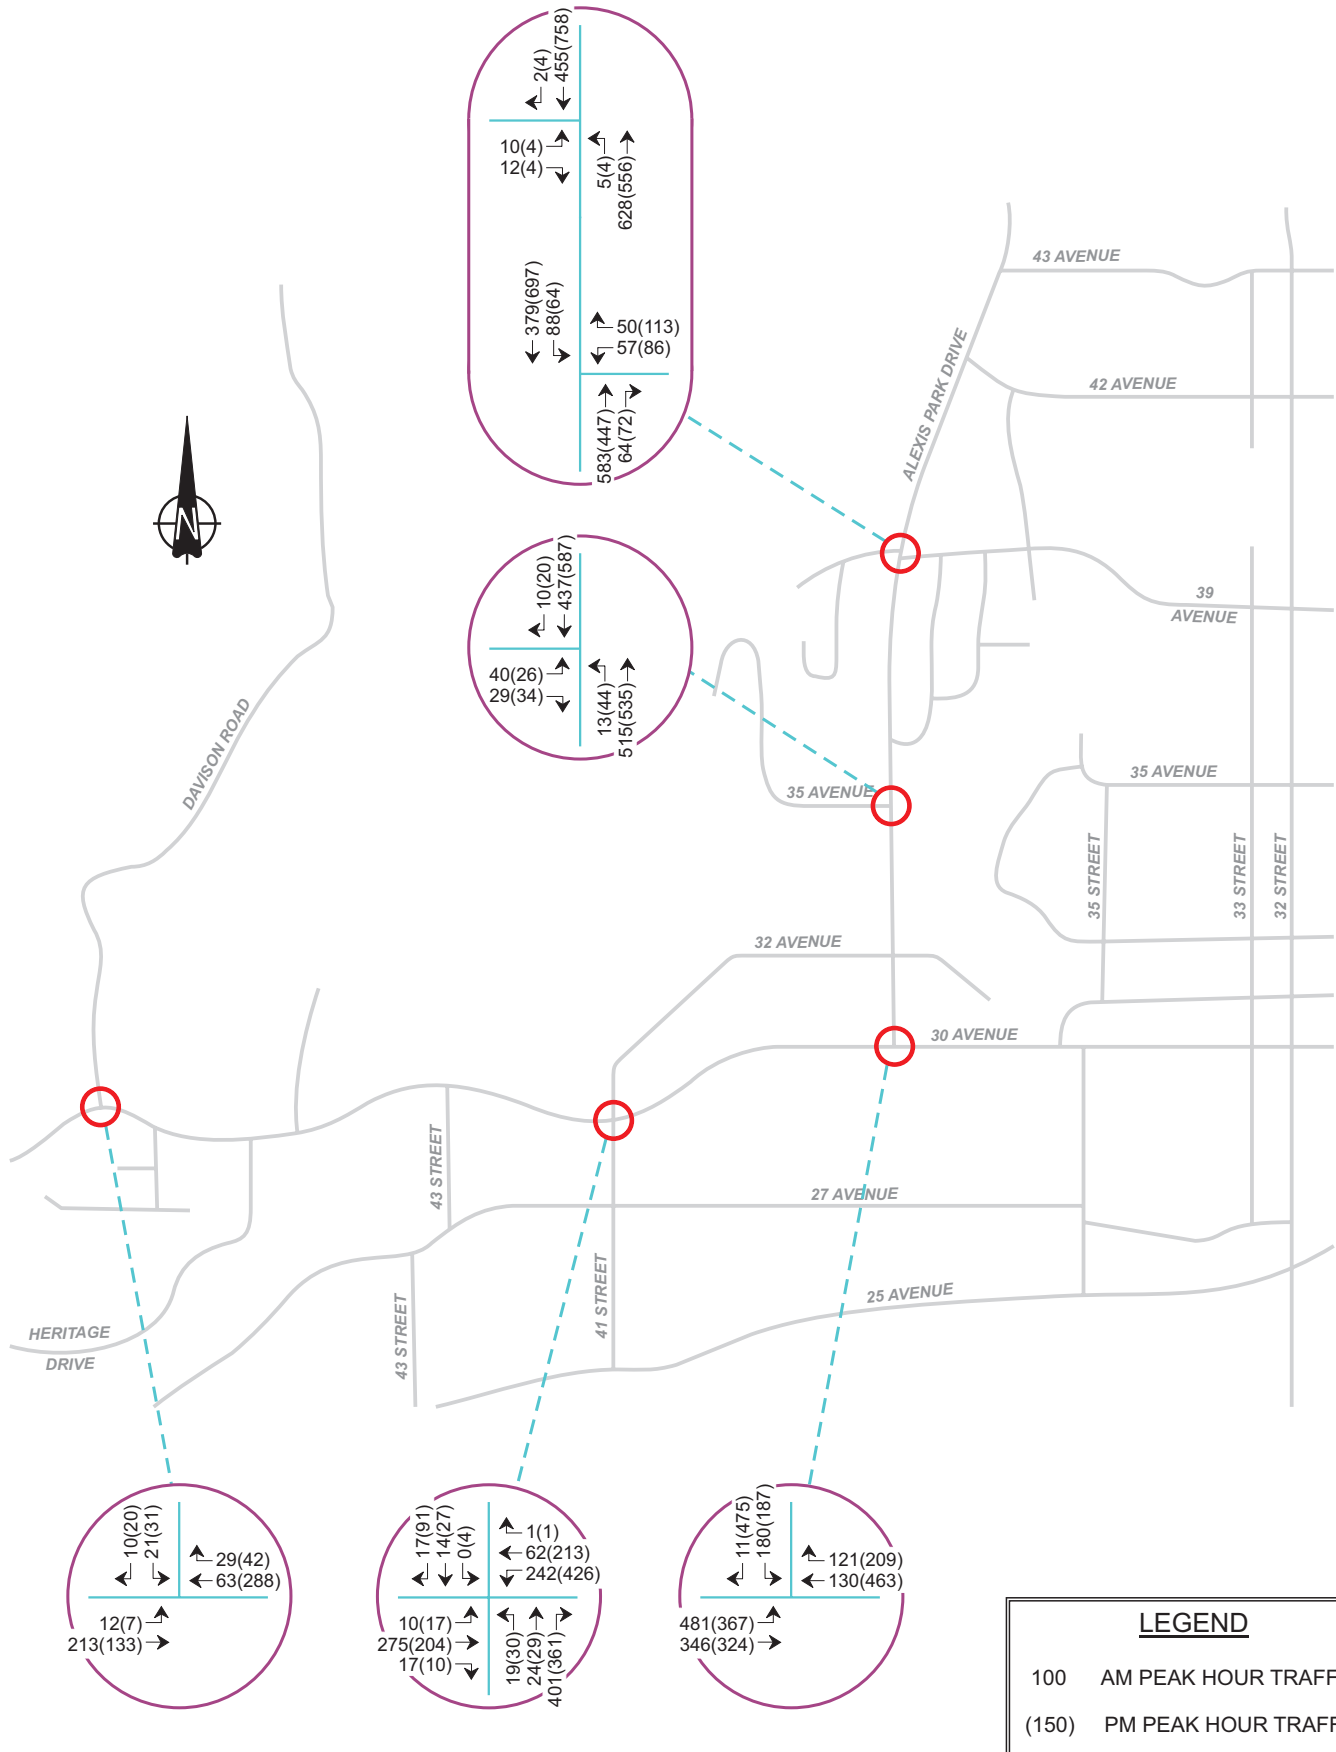 2(4)
455(758)
10(4)
12(4)
5(4)
628(556)
379(697)
88(64)
50(113)
57(86)
583(447)
64(72)
43 AVENUE
ALEXIS PARK DRIVE
42 AVENUE
N
10(20)
437(587)
40(26)
29(34)
13(44)
515(535)
39
AVENUE
DAVISON ROAD
35 AVENUE
35 AVENUE
35 STREET
33 STREET
32 STREET
32 AVENUE
30 AVENUE
43 STREET
27 AVENUE
41 STREET
25 AVENUE
43 STREET
HERITAGE
DRIVE
10(20)
21(31)
29(42)
63(288)
12(7)
213(133)
17(91)
14(27)
0(4)
1(1)
62(213)
242(426)
10(17)
275(204)
17(10)
19(30)
24(29)
401(361)
11(475)
180(187)
121(209)
130(463)
481(367)
346(324)
LEGEND
100 AM PEAK HOUR TRAFF
(150) PM PEAK HOUR TRAFF